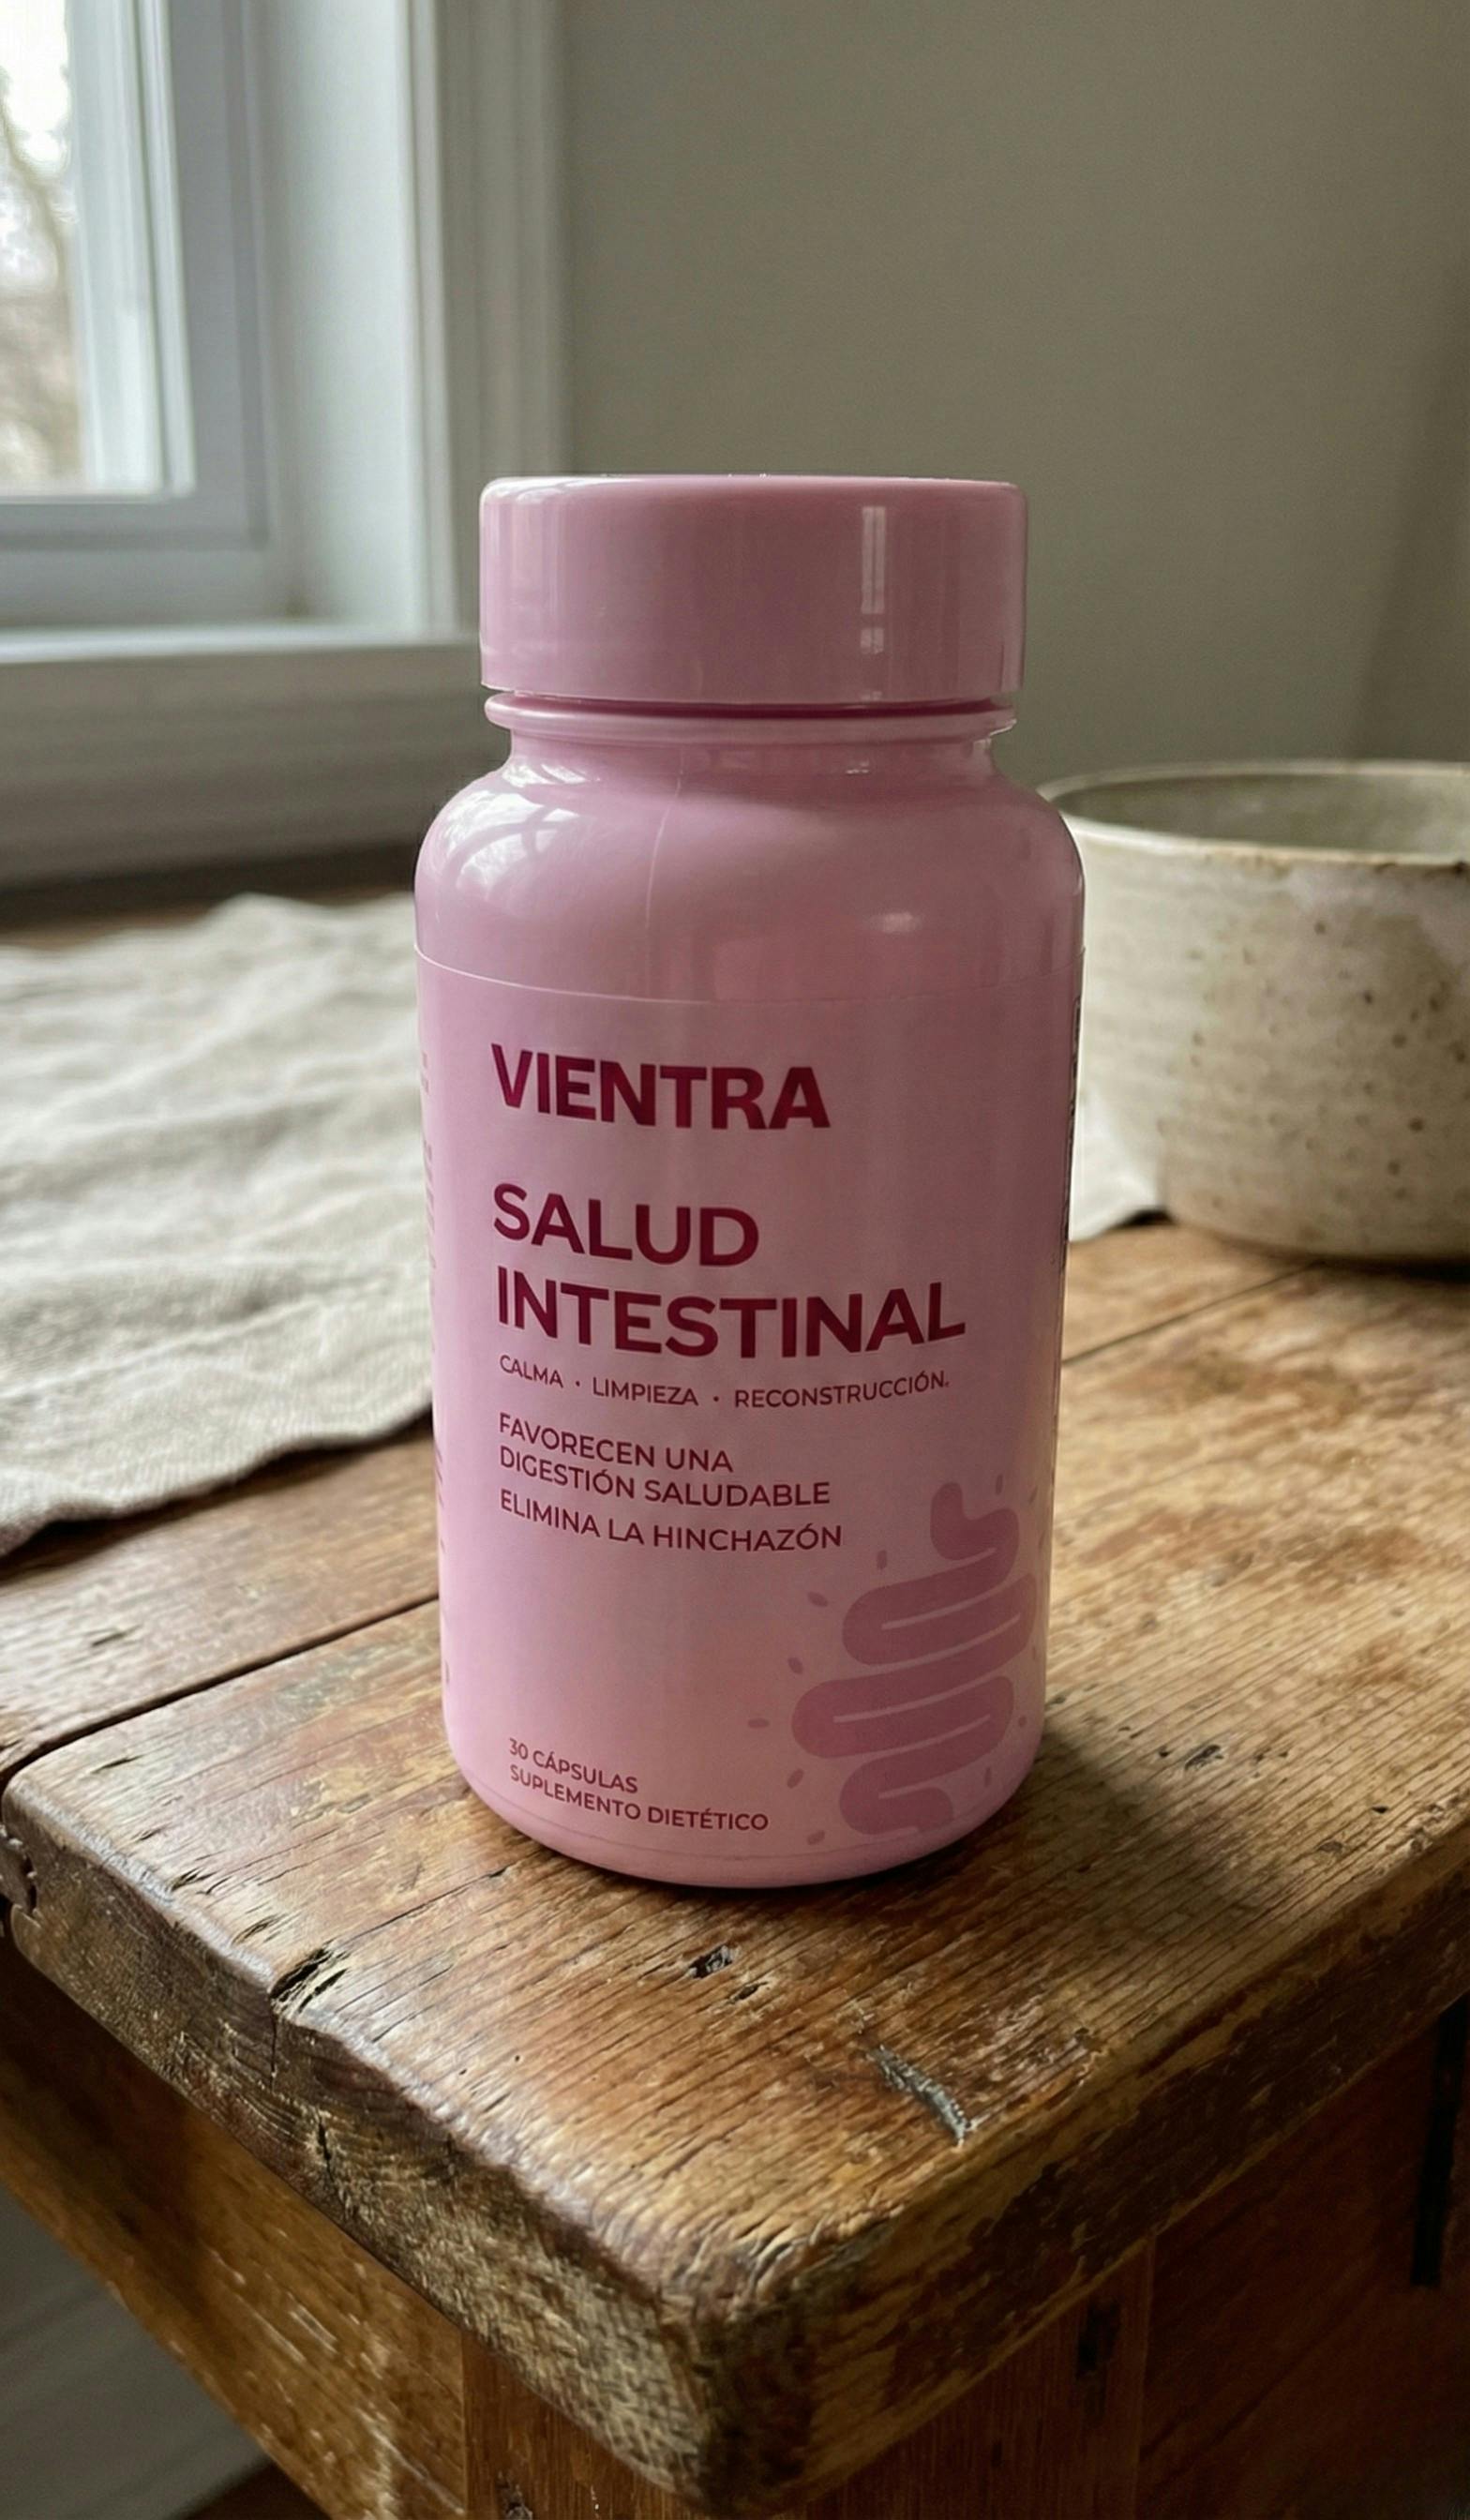 VIENTRA
SALUD
INTESTINAL
CALMA · LIMPIEZA · RECONSTRUCCIÓN.
FAVORECEN UNA
DIGESTIÓN SALUDABLE
ELIMINA LA HINCHAZÓN
30 CÁPSULAS
SUPLEMENTO DIETÉTICO